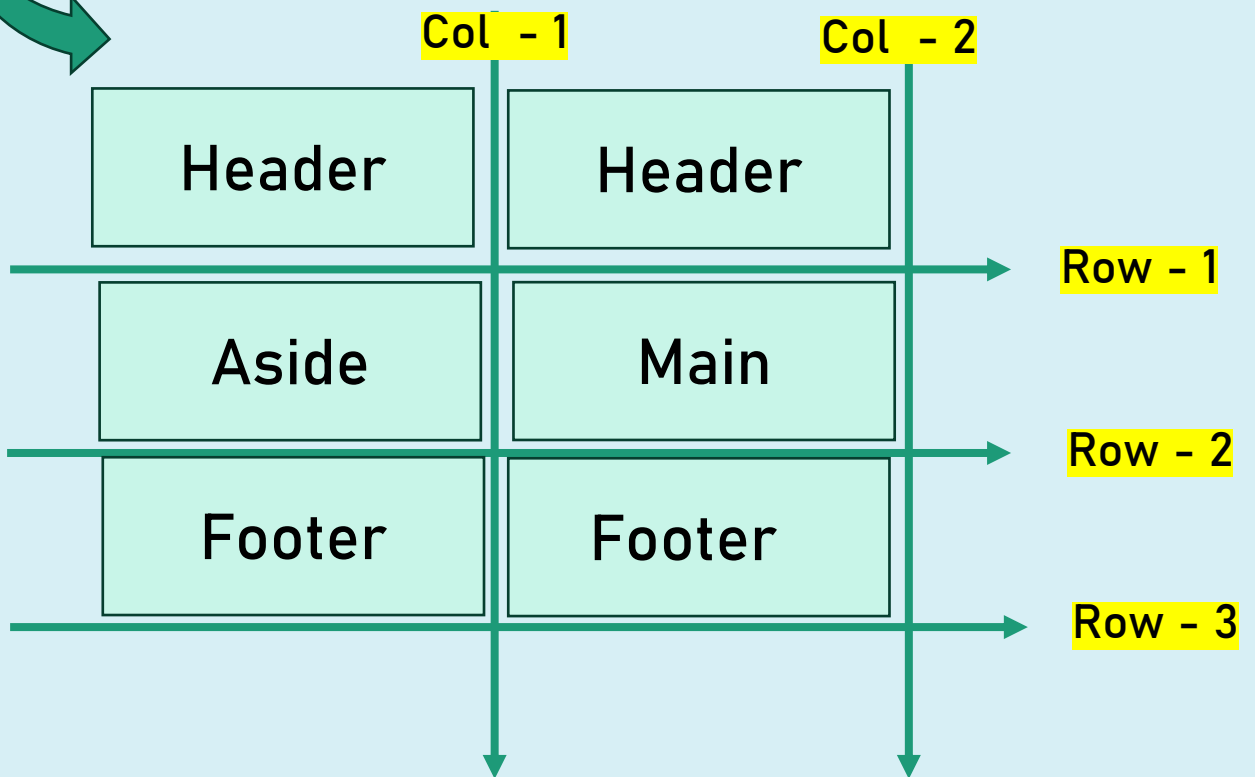 Col - 1
Col - 2
Header
Header
Row - 1
Aside
Main
Row - 2
Footer
Footer
Row - 3